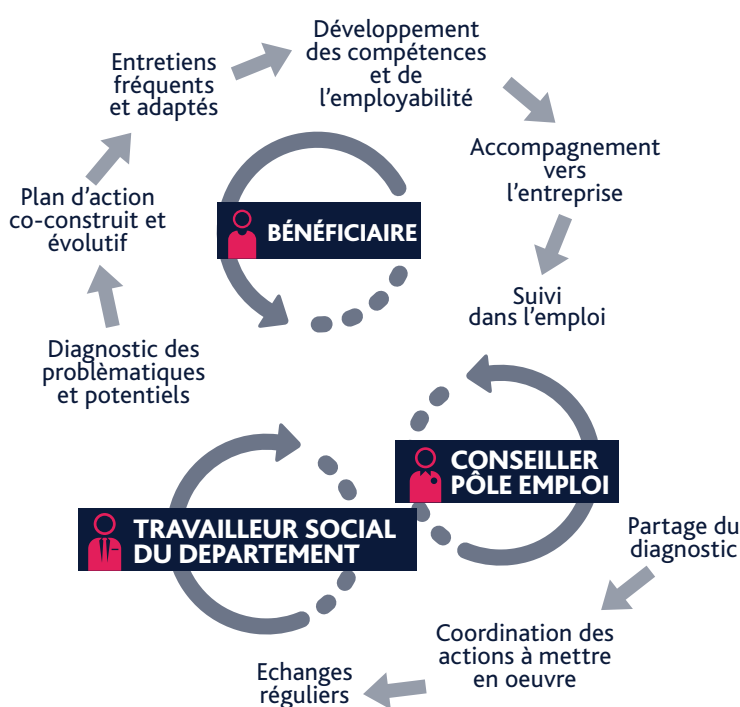 Développement
des compétences
et de
l'employabilité
Entretiens
fréquents
et adaptés
Accompagnement
vers
l'entreprise
Plan d'action
co-construit et
évolutif
BÉNÉFICIAIRE
Suivi
dans l'emploi
Diagnostic des
problèmatiques
et potentiels
CONSEILLER
PÔLE EMPLOI
TRAVAILLEUR SOCIAL
DU DEPARTEMENT
Partage du
diagnostic
Coordination des
actions à mettre
en oeuvre
Echanges
réguliers